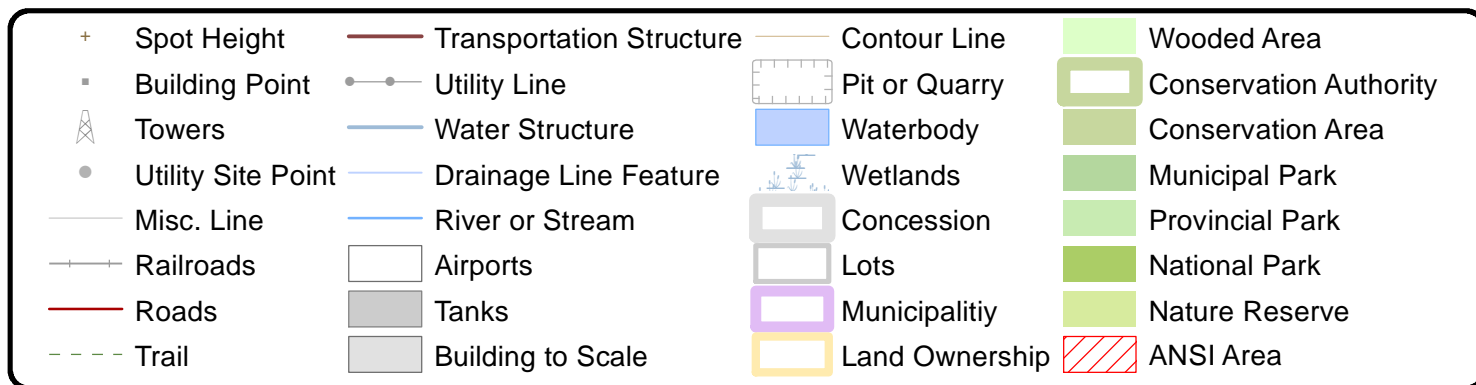 Spot Height
Building Point
Towers
Utility Site Point
Misc. Line
Railroads
Roads
Trail
Transportation Structure
Utility Line
Water Structure
Drainage Line Feature
River or Stream
Airports
Tanks
Building to Scale
Contour Line
Pit or Quarry
Waterbody
Wetlands
Concession
Lots
Municipalitiy
Land Ownership
Wooded Area
Conservation Authority
Conservation Area
Municipal Park
Provincial Park
National Park
Nature Reserve
ANSI Area